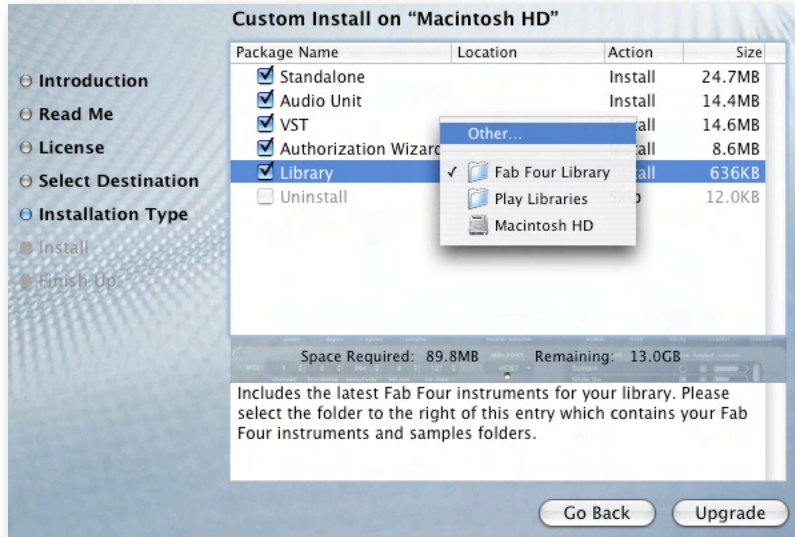 Custom Install on “Macintosh HD”
Package Name Location Action Size
Introduction
Read Me
License
Select Destination
Installation Type
Install
Finish Up
Standalone Install 24.7MB
Audio Unit Install 14.4MB
VST all 14.6MB
Authorization Wizard all 8.6MB
Library all 636KB
Uninstall 12.0KB
Other...
Fab Four Library
Play Libraries
Macintosh HD
Space Required: 89.8MB Remaining: 13.0GB
Includes the latest Fab Four instruments for your library. Please
select the folder to the right of this entry which contains your Fab
Four instruments and samples folders.
Go Back Upgrade